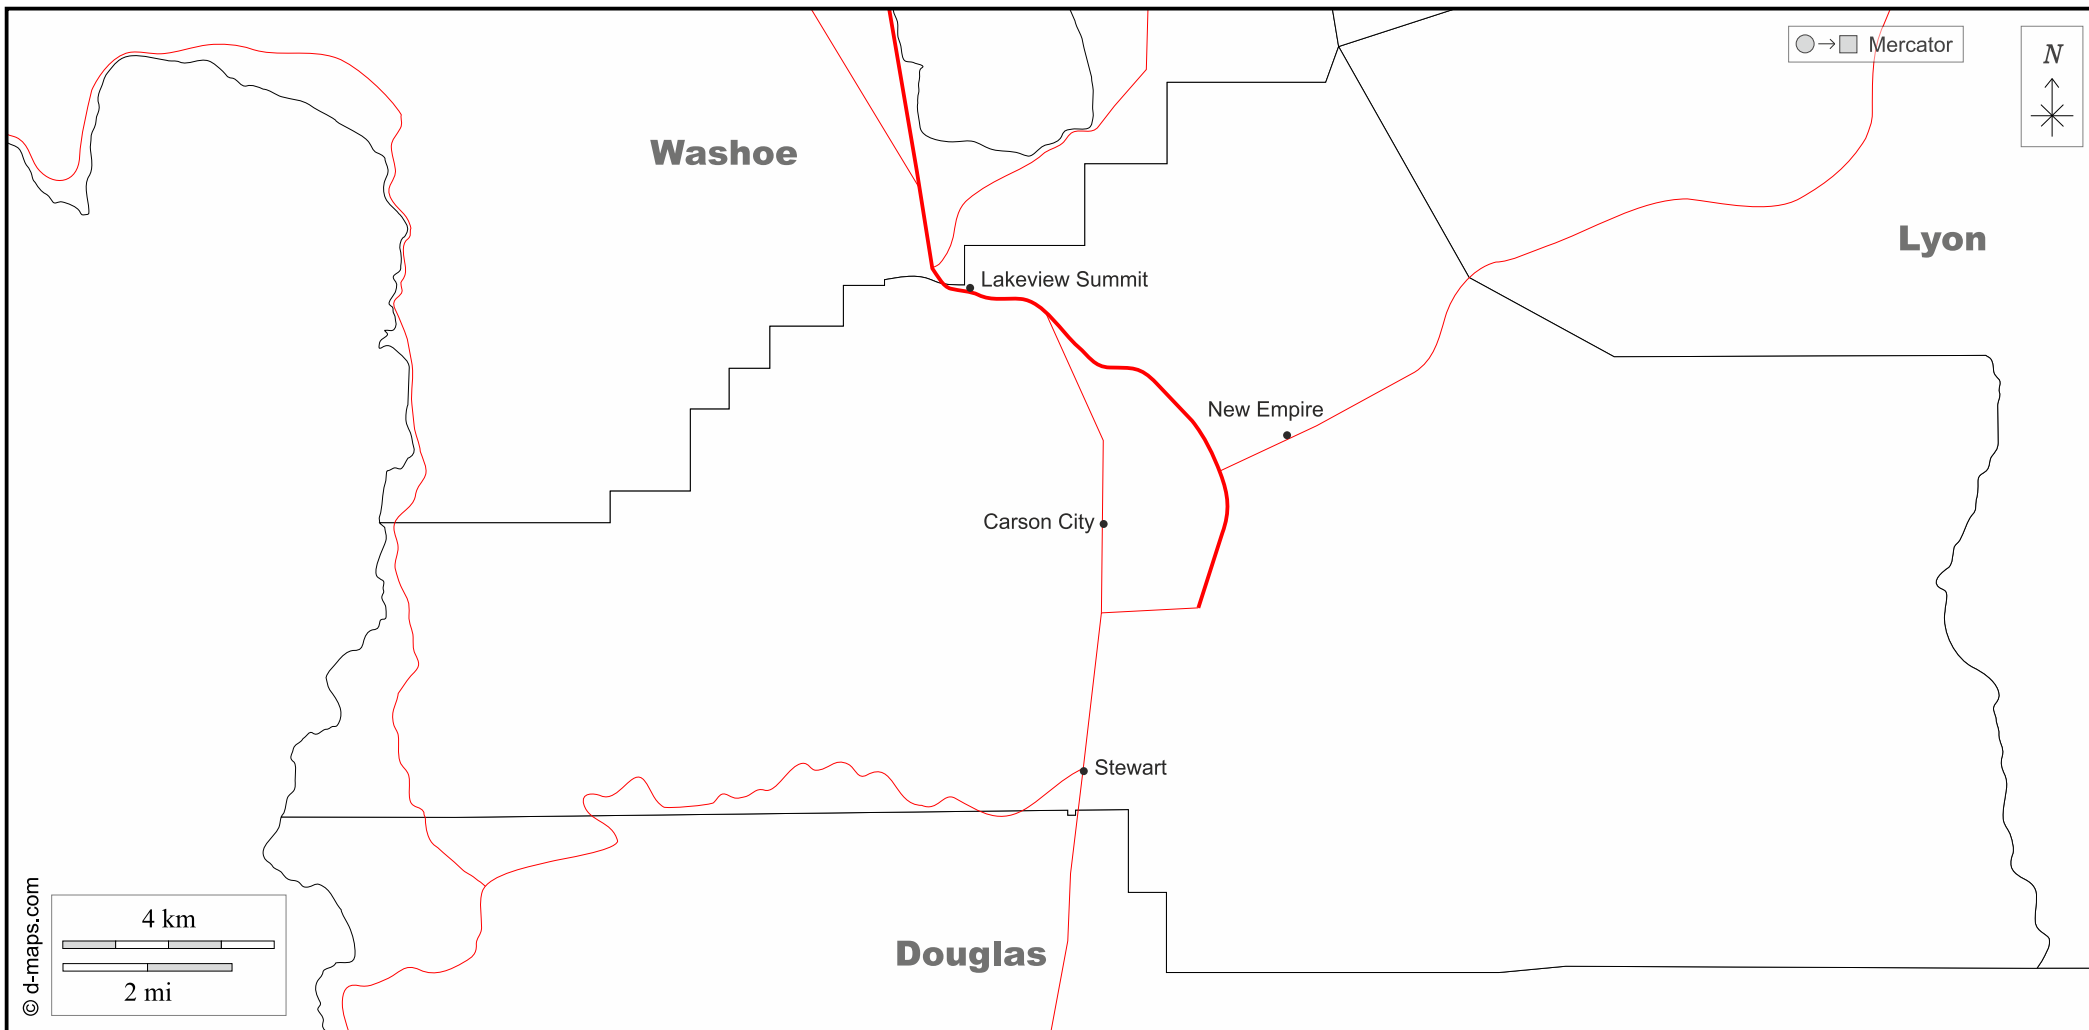 Mercator
N
Washoe
Lyon
Lakeview Summit
New Empire
Carson City
Stewart
Douglas
4 km
2 mi
© d-maps.com